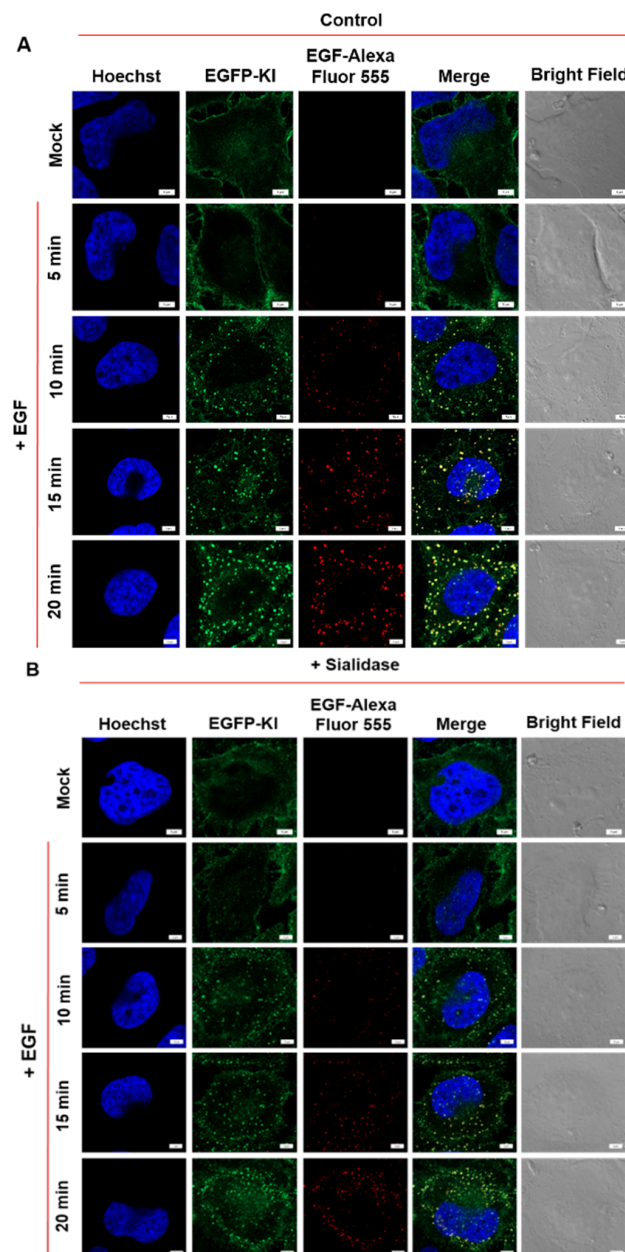 Control
A
Hoechst EGFP-KI EGF-Alexa Fluor 555 Merge Bright Field
Mock
+ EGF
5 min
10 min
15 min
20 min
+ Sialidase
B
Hoechst EGFP-KI EGF-Alexa Fluor 555 Merge Bright Field
Mock
+ EGF
5 min
10 min
15 min
20 min